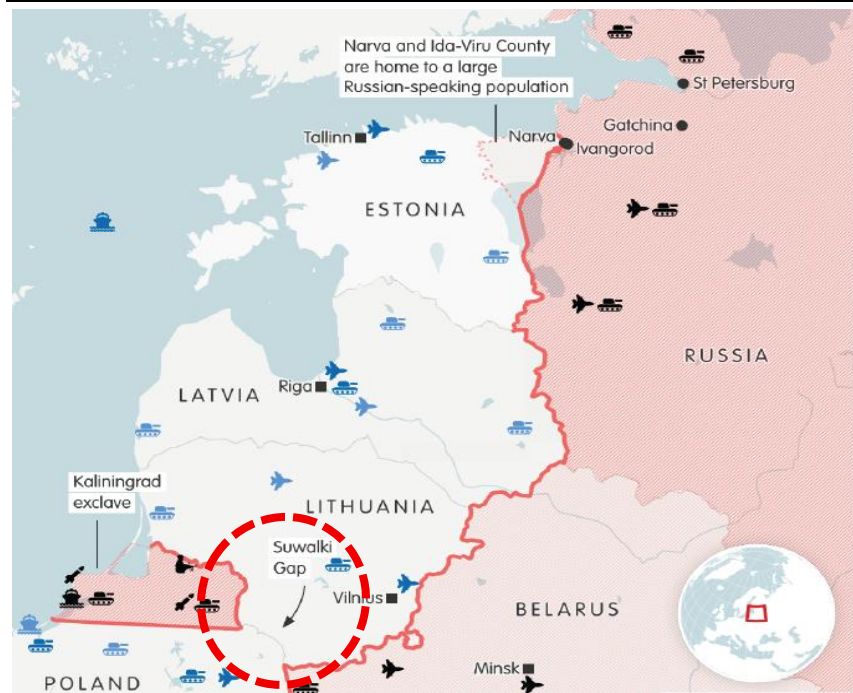 Narva and Ida-Viru County
are home to a large
Russian-speaking population
St Petersburg
Gatchina
Tallinn
Narva
Ivangorod
ESTONIA
RUSSIA
Riga
LATVIA
Kaliningrad
exclave
LITHUANIA
Suwalki
Gap
Vilnius
BELARUS
Minsk
POLAND